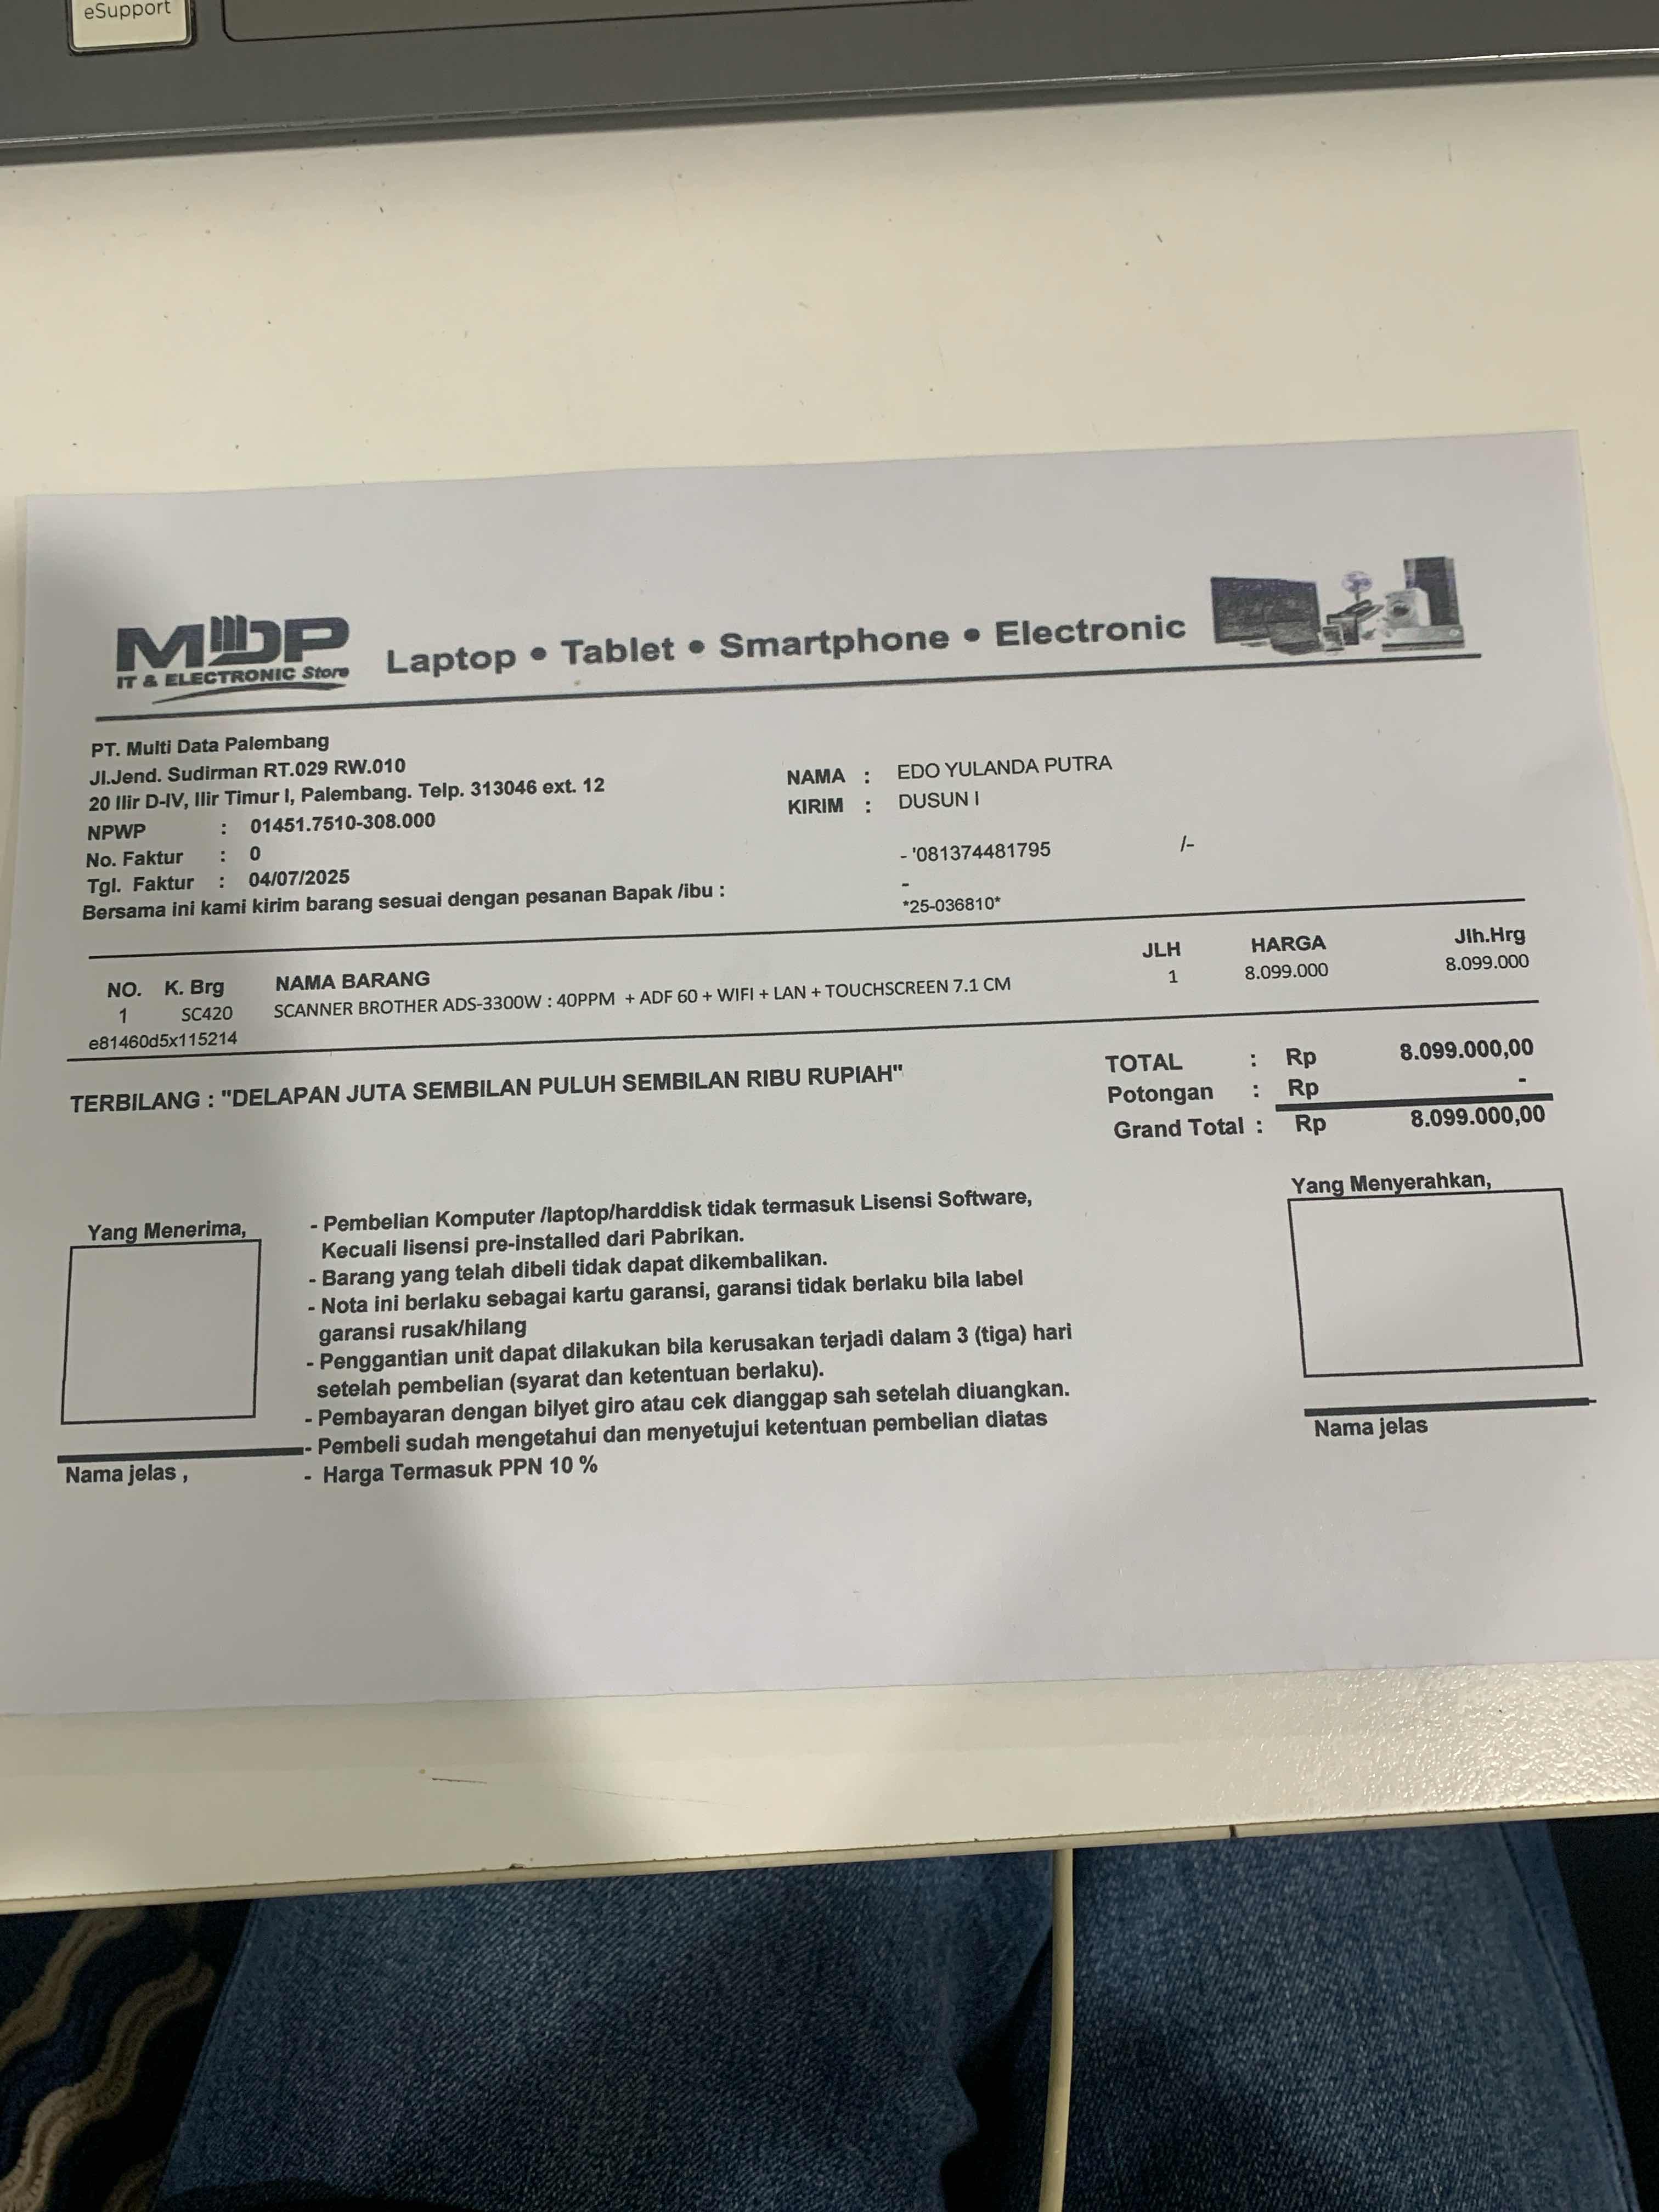 eSupport
MDP
IT & ELECTRONIC Store
Laptop • Tablet • Smartphone • Electronic
PT. Multi Data Palembang
Jl.Jend. Sudirman RT.029 RW.010
20 Ilir D-IV, Ilir Timur I, Palembang. Telp. 313046 ext. 12
NPWP : 01451.7510-308.000
No. Faktur : 0
Tgl. Faktur : 04/07/2025
Bersama ini kami kirim barang sesuai dengan pesanan Bapak /ibu :
NAMA : EDO YULANDA PUTRA
KIRIM : DUSUN I
- '081374481795 /-
-
*25-036810*
NO. K. Brg NAMA BARANG JLH HARGA Jlh.Hrg
1 SC420 SCANNER BROTHER ADS-3300W : 40PPM + ADF 60 + WIFI + LAN + TOUCHSCREEN 7.1 CM 1 8.099.000 8.099.000
e81460d5x115214
TERBILANG : "DELAPAN JUTA SEMBILAN PULUH SEMBILAN RIBU RUPIAH"
TOTAL : Rp 8.099.000,00
Potongan : Rp -
Grand Total : Rp 8.099.000,00
Yang Menerima,
- Pembelian Komputer /laptop/harddisk tidak termasuk Lisensi Software,
Kecuali lisensi pre-installed dari Pabrikan.
- Barang yang telah dibeli tidak dapat dikembalikan.
- Nota ini berlaku sebagai kartu garansi, garansi tidak berlaku bila label
garansi rusak/hilang
- Penggantian unit dapat dilakukan bila kerusakan terjadi dalam 3 (tiga) hari
setelah pembelian (syarat dan ketentuan berlaku).
- Pembayaran dengan bilyet giro atau cek dianggap sah setelah diuangkan.
- Pembeli sudah mengetahui dan menyetujui ketentuan pembelian diatas
- Harga Termasuk PPN 10 %
Nama jelas ,
Yang Menyerahkan,
Nama jelas